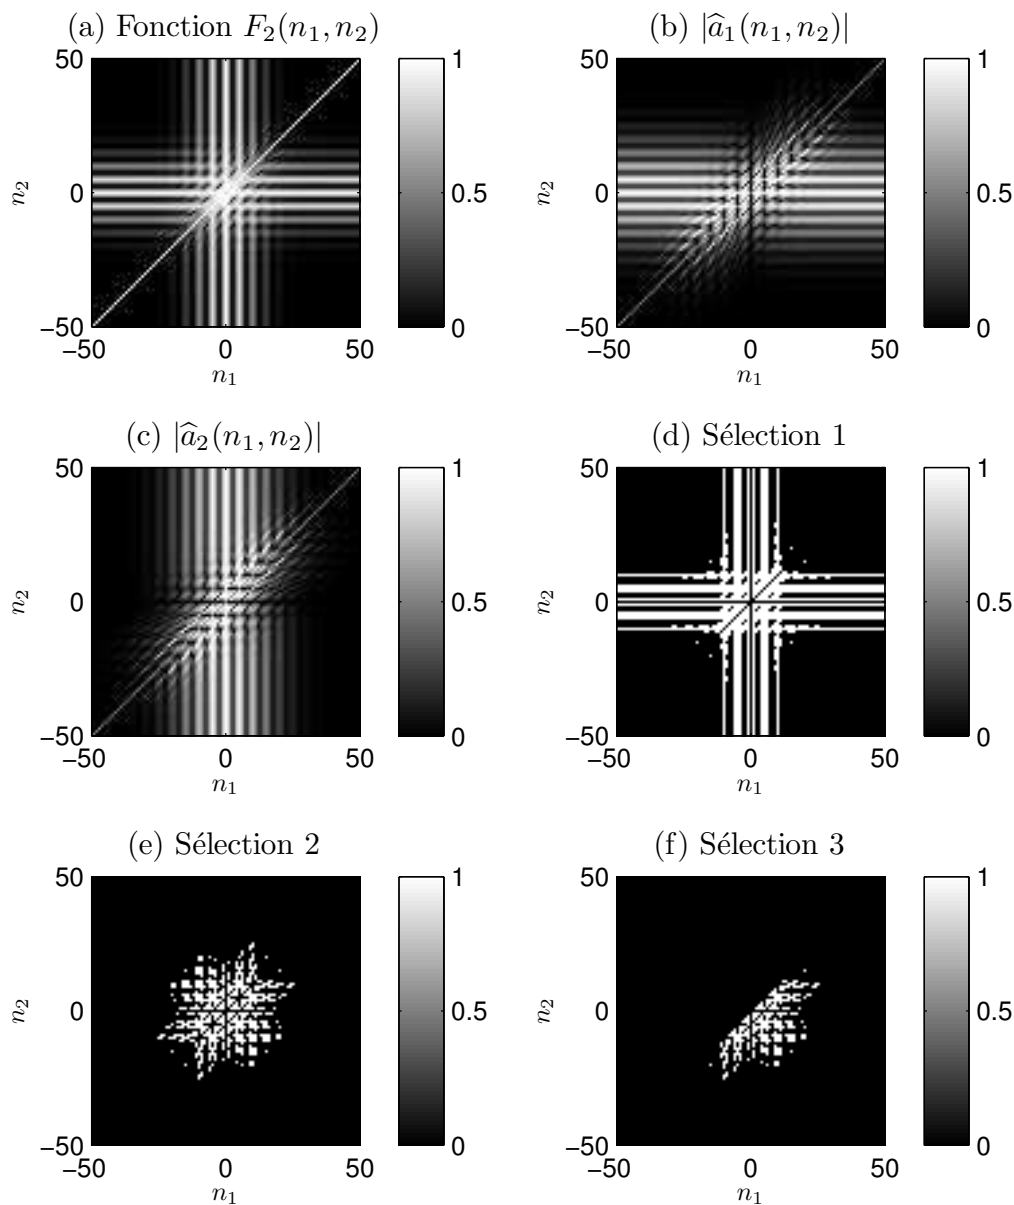 (a) Fonction F₂(n₁, n₂)
(b) |â₁(n₁, n₂)|
50
n₂
0
−50
−50 0 50
n₁
1
0.5
0
50
n₂
0
−50
−50 0 50
n₁
1
0.5
0
(c) |â₂(n₁, n₂)|
(d) Sélection 1
50
n₂
0
−50
−50 0 50
n₁
1
0.5
0
50
n₂
0
−50
−50 0 50
n₁
1
0.5
0
(e) Sélection 2
(f) Sélection 3
50
n₂
0
−50
−50 0 50
n₁
1
0.5
0
50
n₂
0
−50
−50 0 50
n₁
1
0.5
0